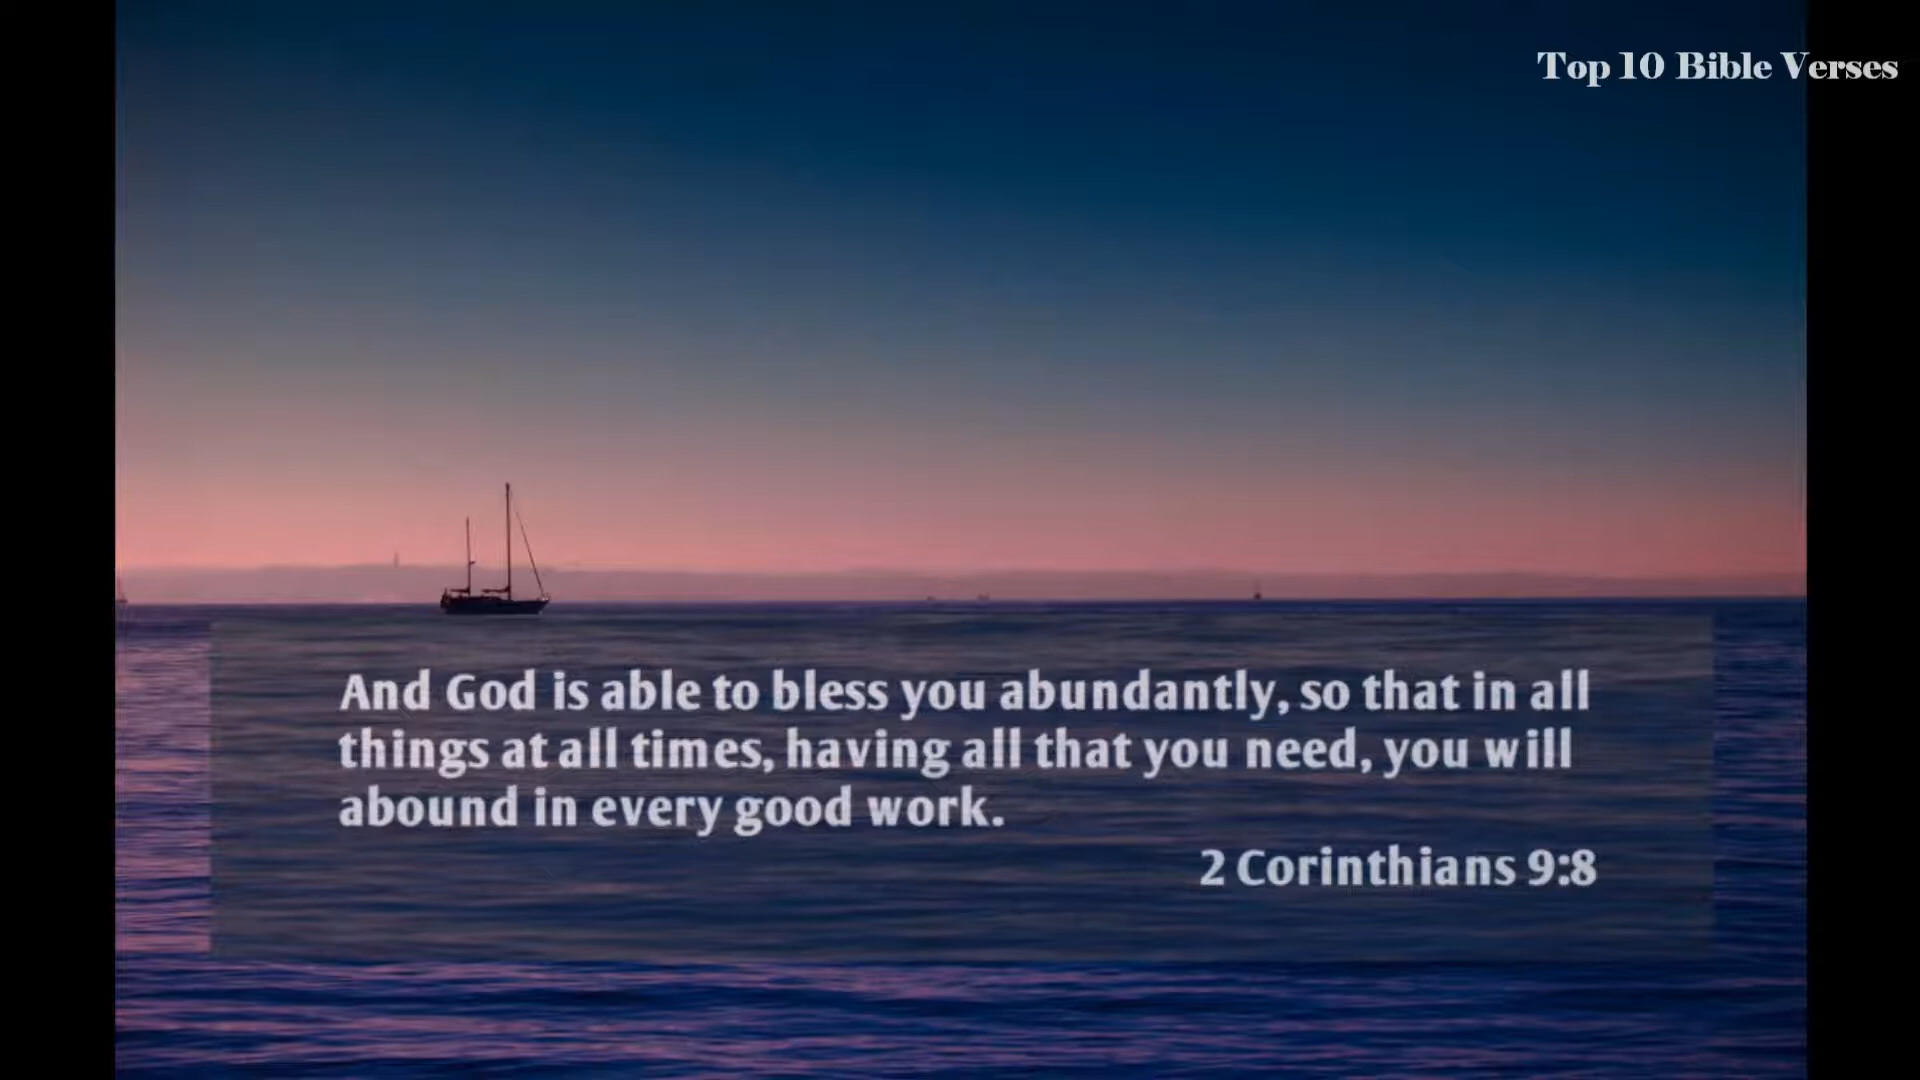 Top 10 Bible Verses
And God is able to bless you abundantly, so that in all
things at all times, having all that you need, you will
abound in every good work.
2 Corinthians 9:8